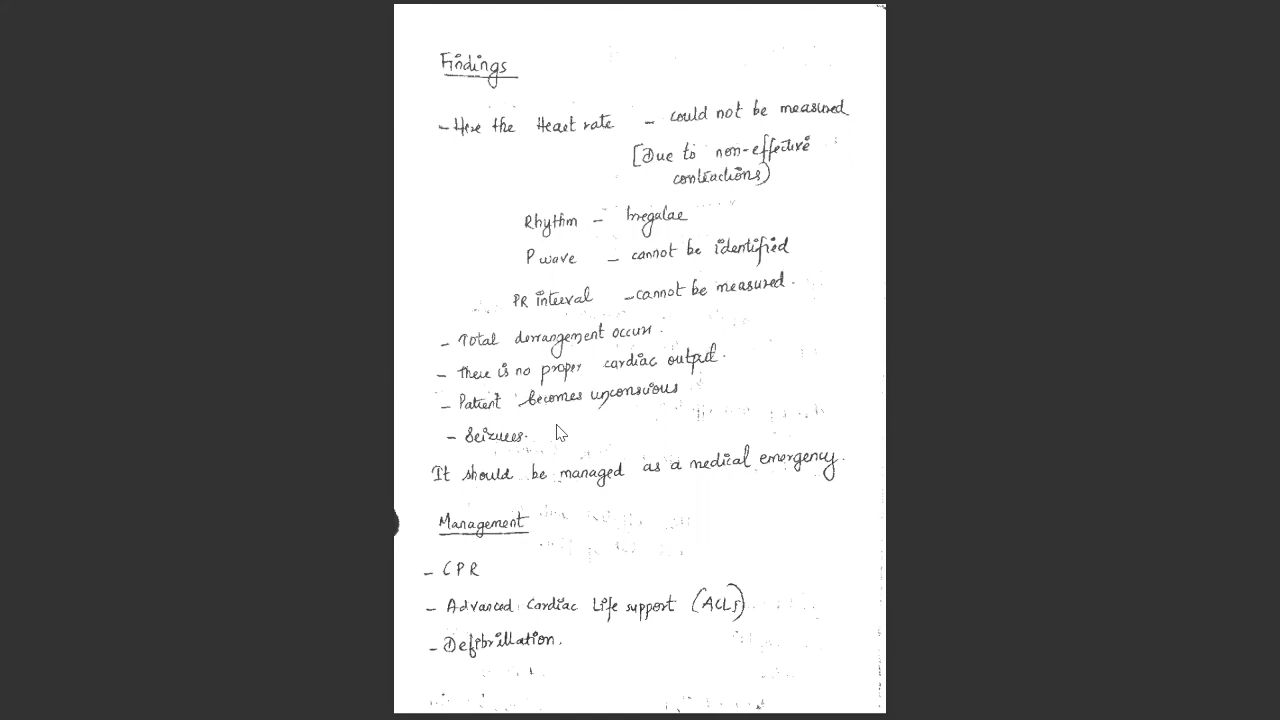 Findings
- Here the Heart rate - could not be measured
[Due to non-effective
contractions)
Rhythm - Irregular
P wave - cannot be identified
PR interval - cannot be measured.
- Total derrangement occurs.
- There is no proper cardiac output.
- Patient becomes unconscious
- Seizures.
It should be managed as a medical emergency.
Management
- CPR
- Advanced Cardiac Life support (ACLS)
- Defibrillation.